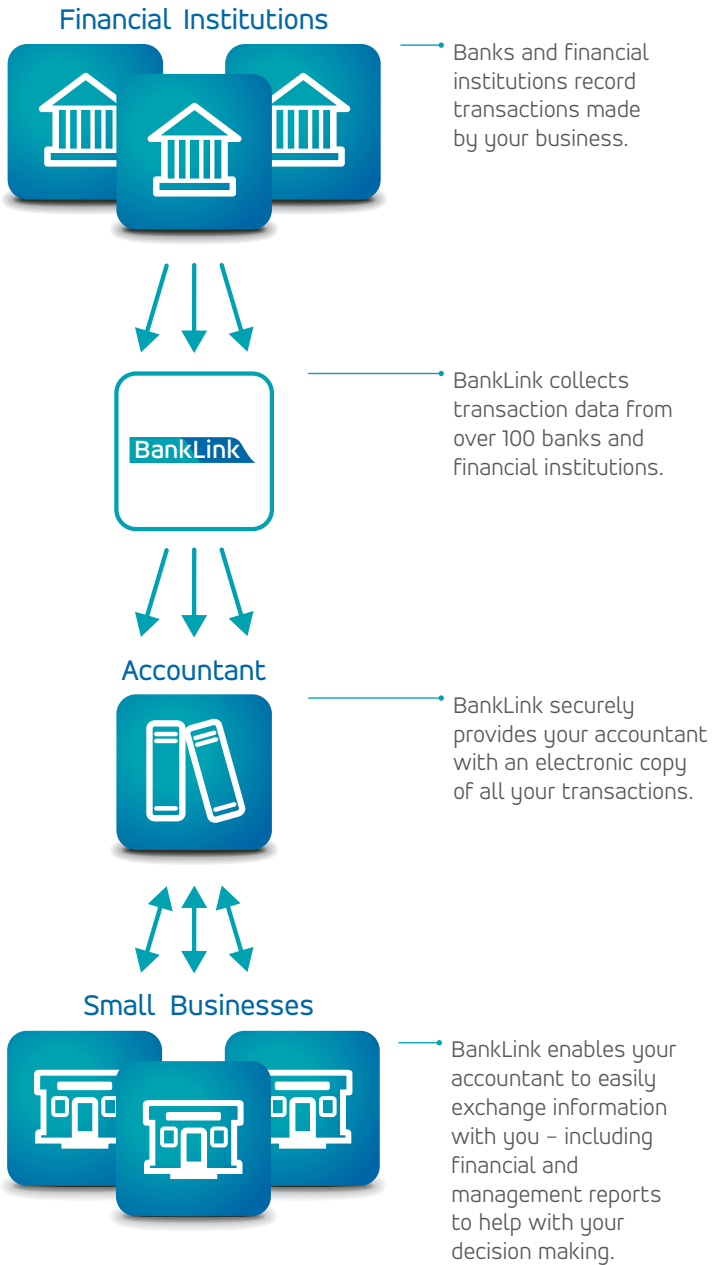 Financial Institutions
Banks and financial
institutions record
transactions made
by your business.
BankLink
BankLink collects
transaction data from
over 100 banks and
financial institutions.
Accountant
BankLink securely
provides your accountant
with an electronic copy
of all your transactions.
Small Businesses
BankLink enables your
accountant to easily
exchange information
with you – including
financial and
management reports
to help with your
decision making.